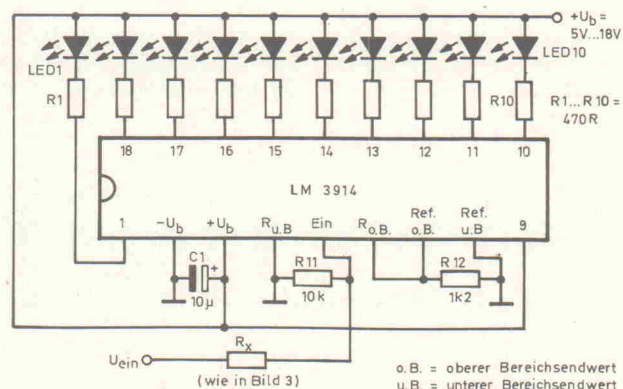 +Ub =
5V...18V
LED1
LED10
R1
R10
R1...R10 =
470R
18 17 16 15 14 13 12 11 10
LM 3914
1 -Ub +Ub Ru.B Ein Ro.B. Ref. o.B. Ref. u.B 9
C1
+
10µ
R11
10k
R12
1k2
Uein
Rx
(wie in Bild 3)
o.B. = oberer Bereichsendwert
u.B. = unterer Bereichsendwert